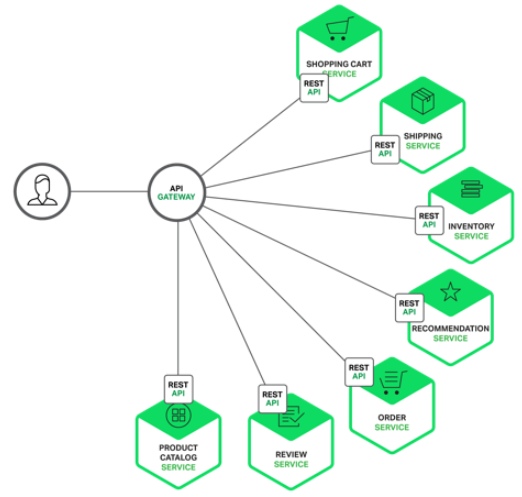 SHOPPING CART
SERVICE
REST
API
SHIPPING
SERVICE
REST
API
API
GATEWAY
INVENTORY
SERVICE
REST
API
RECOMMENDATION
SERVICE
REST
API
ORDER
SERVICE
REST
API
REVIEW
SERVICE
REST
API
PRODUCT
CATALOG
SERVICE
REST
API